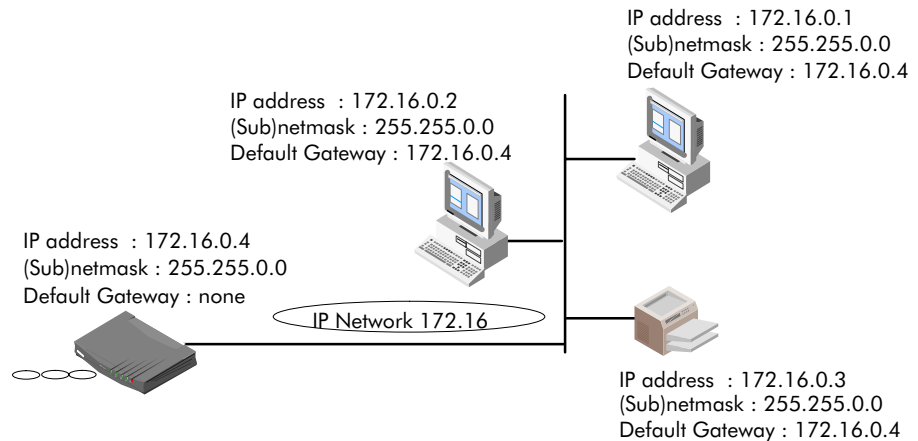 IP address : 172.16.0.1
(Sub)netmask : 255.255.0.0
Default Gateway : 172.16.0.4
IP address : 172.16.0.2
(Sub)netmask : 255.255.0.0
Default Gateway : 172.16.0.4
IP address : 172.16.0.4
(Sub)netmask : 255.255.0.0
Default Gateway : none
IP Network 172.16
IP address : 172.16.0.3
(Sub)netmask : 255.255.0.0
Default Gateway : 172.16.0.4